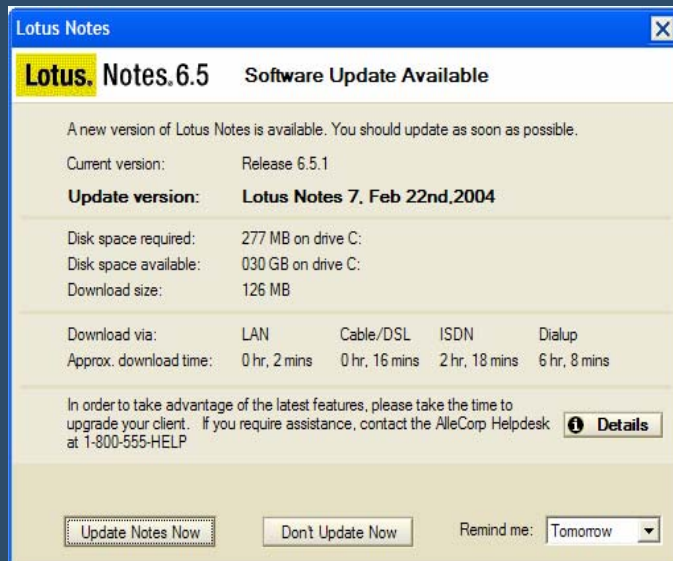 Lotus Notes
Lotus. Notes.6.5 Software Update Available
A new version of Lotus Notes is available. You should update as soon as possible.
Current version: Release 6.5.1
Update version: Lotus Notes 7, Feb 22nd,2004
Disk space required: 277 MB on drive C:
Disk space available: 030 GB on drive C:
Download size: 126 MB
Download via: LAN Cable/DSL ISDN Dialup
Approx. download time: 0 hr, 2 mins 0 hr, 16 mins 2 hr, 18 mins 6 hr, 8 mins
In order to take advantage of the latest features, please take the time to
upgrade your client. If you require assistance, contact the AlleCorp Helpdesk
at 1-800-555-HELP
Details
Update Notes Now Don't Update Now Remind me: Tomorrow